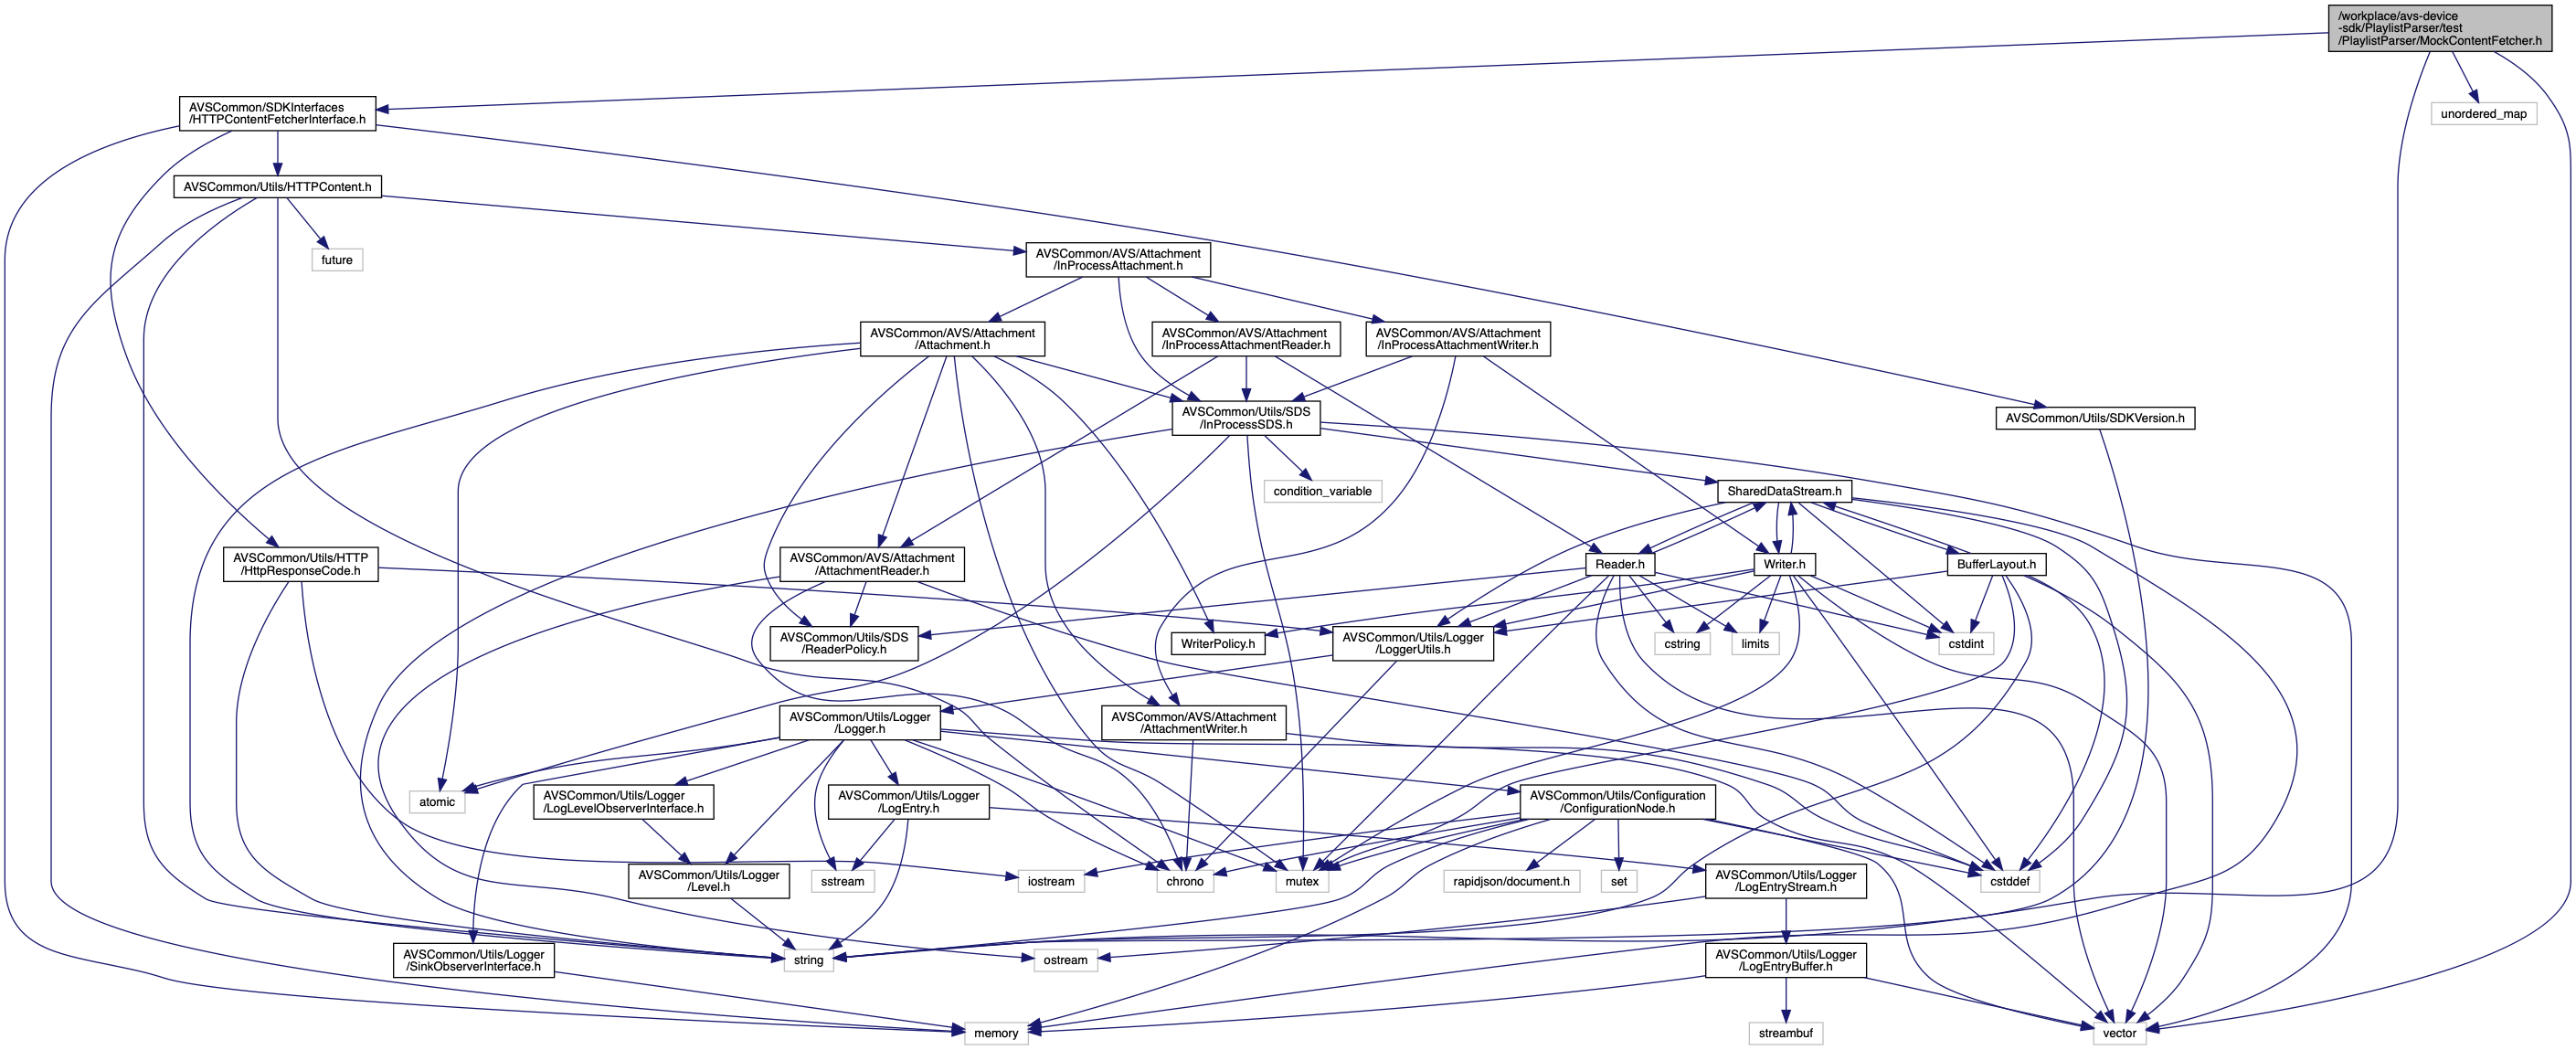 /workplace/avs-device
-sdk/PlaylistParser/test
/PlaylistParser/MockContentFetcher.h
AVSCommon/SDKInterfaces
/HTTPContentFetcherInterface.h
unordered_map
AVSCommon/Utils/HTTPContent.h
future
AVSCommon/AVS/Attachment
/InProcessAttachment.h
AVSCommon/AVS/Attachment
/Attachment.h
AVSCommon/AVS/Attachment
/InProcessAttachmentReader.h
AVSCommon/AVS/Attachment
/InProcessAttachmentWriter.h
AVSCommon/Utils/SDS
/InProcessSDS.h
AVSCommon/Utils/SDKVersion.h
condition_variable
SharedDataStream.h
AVSCommon/Utils/HTTP
/HttpResponseCode.h
AVSCommon/AVS/Attachment
/AttachmentReader.h
Reader.h
Writer.h
BufferLayout.h
AVSCommon/Utils/SDS
/ReaderPolicy.h
WriterPolicy.h
AVSCommon/Utils/Logger
/LoggerUtils.h
cstring
limits
cstdint
AVSCommon/Utils/Logger
/Logger.h
AVSCommon/AVS/Attachment
/AttachmentWriter.h
atomic
AVSCommon/Utils/Logger
/LogLevelObserverInterface.h
AVSCommon/Utils/Logger
/LogEntry.h
AVSCommon/Utils/Configuration
/ConfigurationNode.h
AVSCommon/Utils/Logger
/Level.h
sstream
iostream
chrono
mutex
rapidjson/document.h
set
AVSCommon/Utils/Logger
/LogEntryStream.h
cstddef
AVSCommon/Utils/Logger
/SinkObserverInterface.h
string
ostream
AVSCommon/Utils/Logger
/LogEntryBuffer.h
memory
streambuf
vector